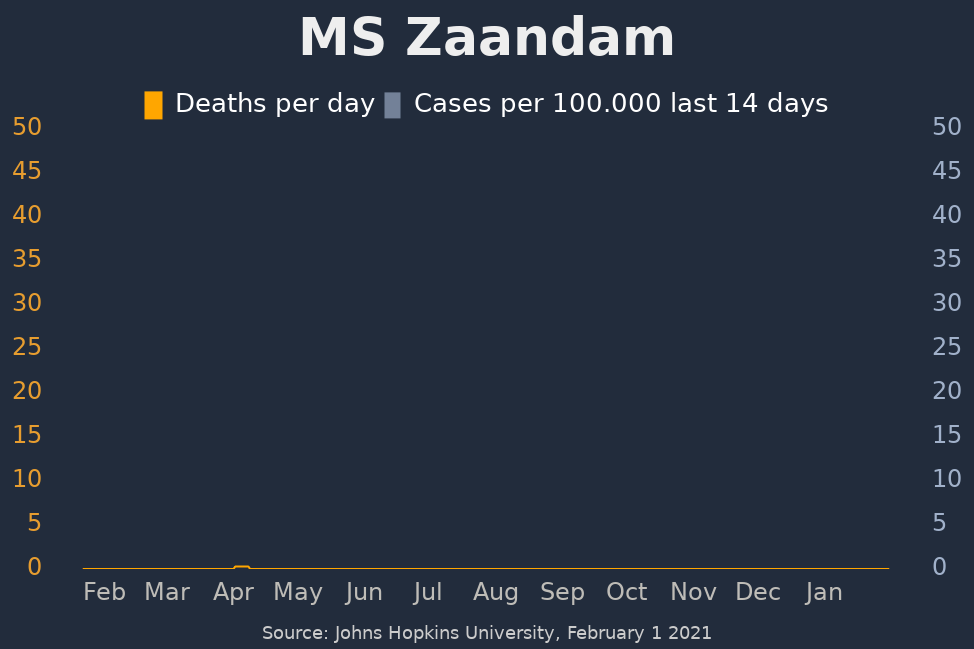 MS Zaandam
Deaths per day Cases per 100.000 last 14 days
50 50
45 45
40 40
35 35
30 30
25 25
20 20
15 15
10 10
5 5
0 0
Feb Mar Apr May Jun Jul Aug Sep Oct Nov Dec Jan
Source: Johns Hopkins University, February 1 2021